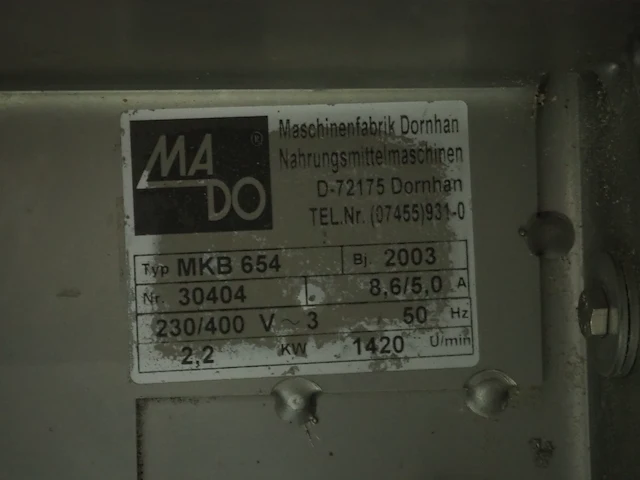 MA
DO
®
Maschinenfabrik Dornhan
Nahrungsmittelmaschinen
D-72175 Dornhan
TEL.Nr. (07455)931-0
Typ MKB 654 Bj. 2003
Nr. 30404 8,6/5,0 A
230/400 V ~ 3 50 Hz
2,2 KW 1420 U/min